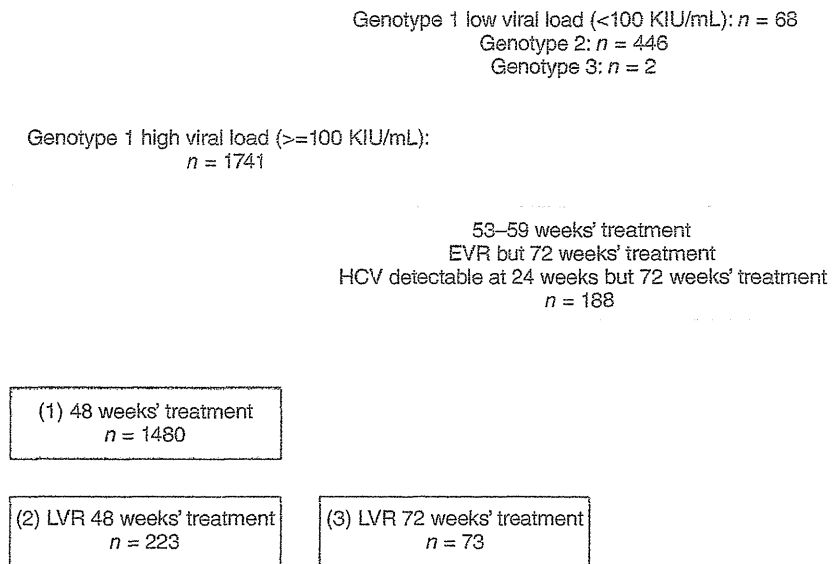 Genotype 1 low viral load (<100 KIU/mL): n = 68
Genotype 2: n = 446
Genotype 3: n = 2
Genotype 1 high viral load (>=100 KIU/mL):
n = 1741
53–59 weeks' treatment
EVR but 72 weeks' treatment
HCV detectable at 24 weeks but 72 weeks' treatment
n = 188
(1) 48 weeks' treatment
n = 1480
(2) LVR 48 weeks' treatment
n = 223
(3) LVR 72 weeks' treatment
n = 73